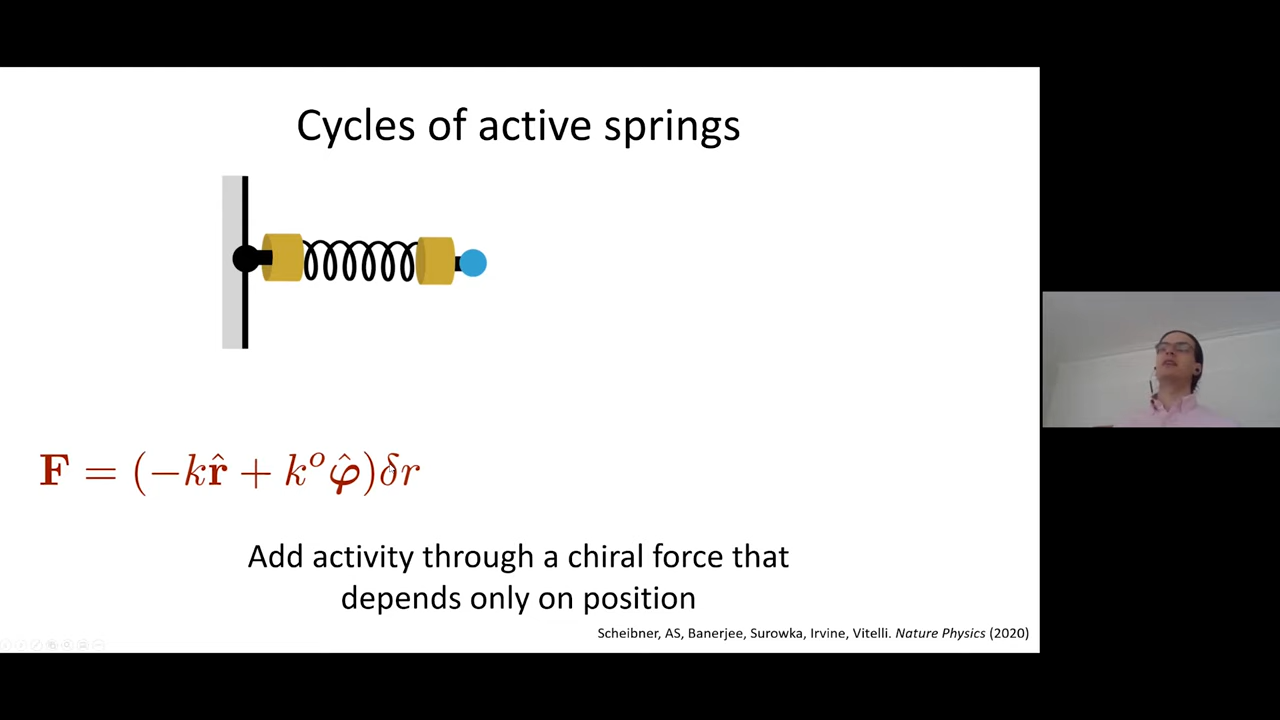 Cycles of active springs
𝐅 = (−k𝐫̂ + kᵒ𝛗̂)δr
Add activity through a chiral force that
depends only on position
Scheibner, AS, Banerjee, Surowka, Irvine, Vitelli. Nature Physics (2020)